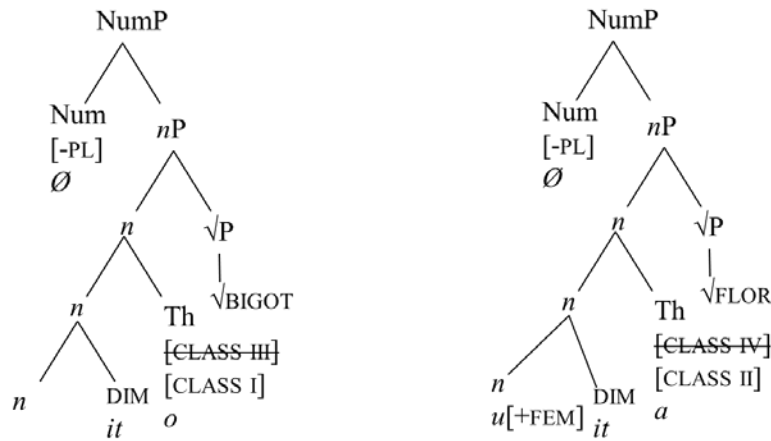 NumP NumP
Num nP Num nP
[-PL] [-PL]
Ø Ø
n √P n √P
n Th √BIGOT n Th √FLOR
[CLASS III] [CLASS IV]
n DIM [CLASS I] n DIM [CLASS II]
it o u[+FEM] it a